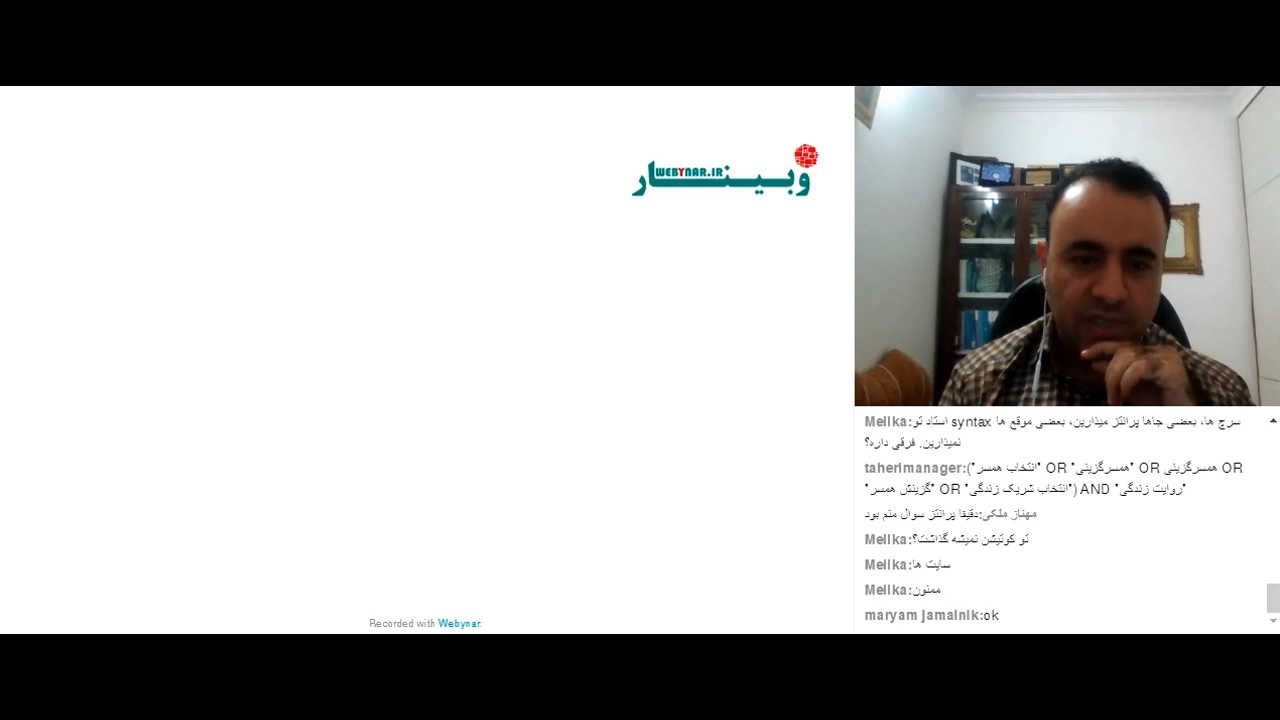 وبینار
WEBYNAR.IR
Recorded with Webynar.
Melika:استاد تو syntax سرچ ها، بعضی جاها پرانتز میذارین، بعضی موقع ها
نمیذارین. فرقی داره؟
taherimanager:("انتخاب همسر" OR "همسرگزینی" OR همسرگزینی OR
"گزینش همسر" OR "انتخاب شریک زندگی") AND "روایت زندگی"
مهناز ملکی:دقیقا پرانتز سوال منم بود
Melika:تو کوتیشن نمیشه گذاشت؟
Melika:سایت ها
Melika:ممنون
maryam jamalnik:ok